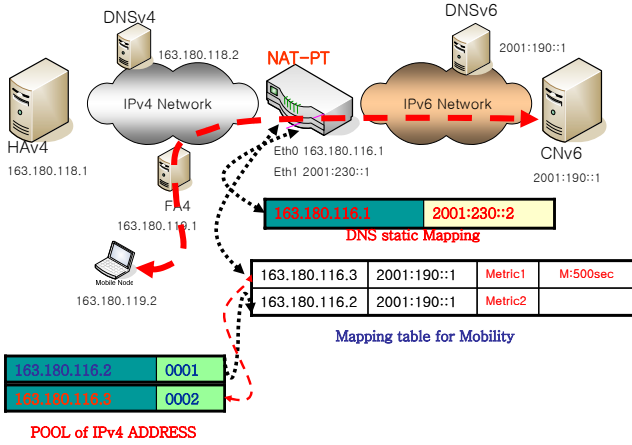 DNSv4
163.180.118.2
NAT-PT
DNSv6
2001:190::1
IPv4 Network
IPv6 Network
HAv4
163.180.118.1
Eth0 163.180.116.1
Eth1 2001:230::1
CNv6
2001:190::1
FA4
163.180.119.1
Mobile Node
163.180.119.2
163.180.116.1 2001:230::2
DNS static Mapping
163.180.116.3 2001:190::1 Metric1 M:500sec
163.180.116.2 2001:190::1 Metric2
Mapping table for Mobility
163.180.116.2 0001
163.180.116.3 0002
POOL of IPv4 ADDRESS